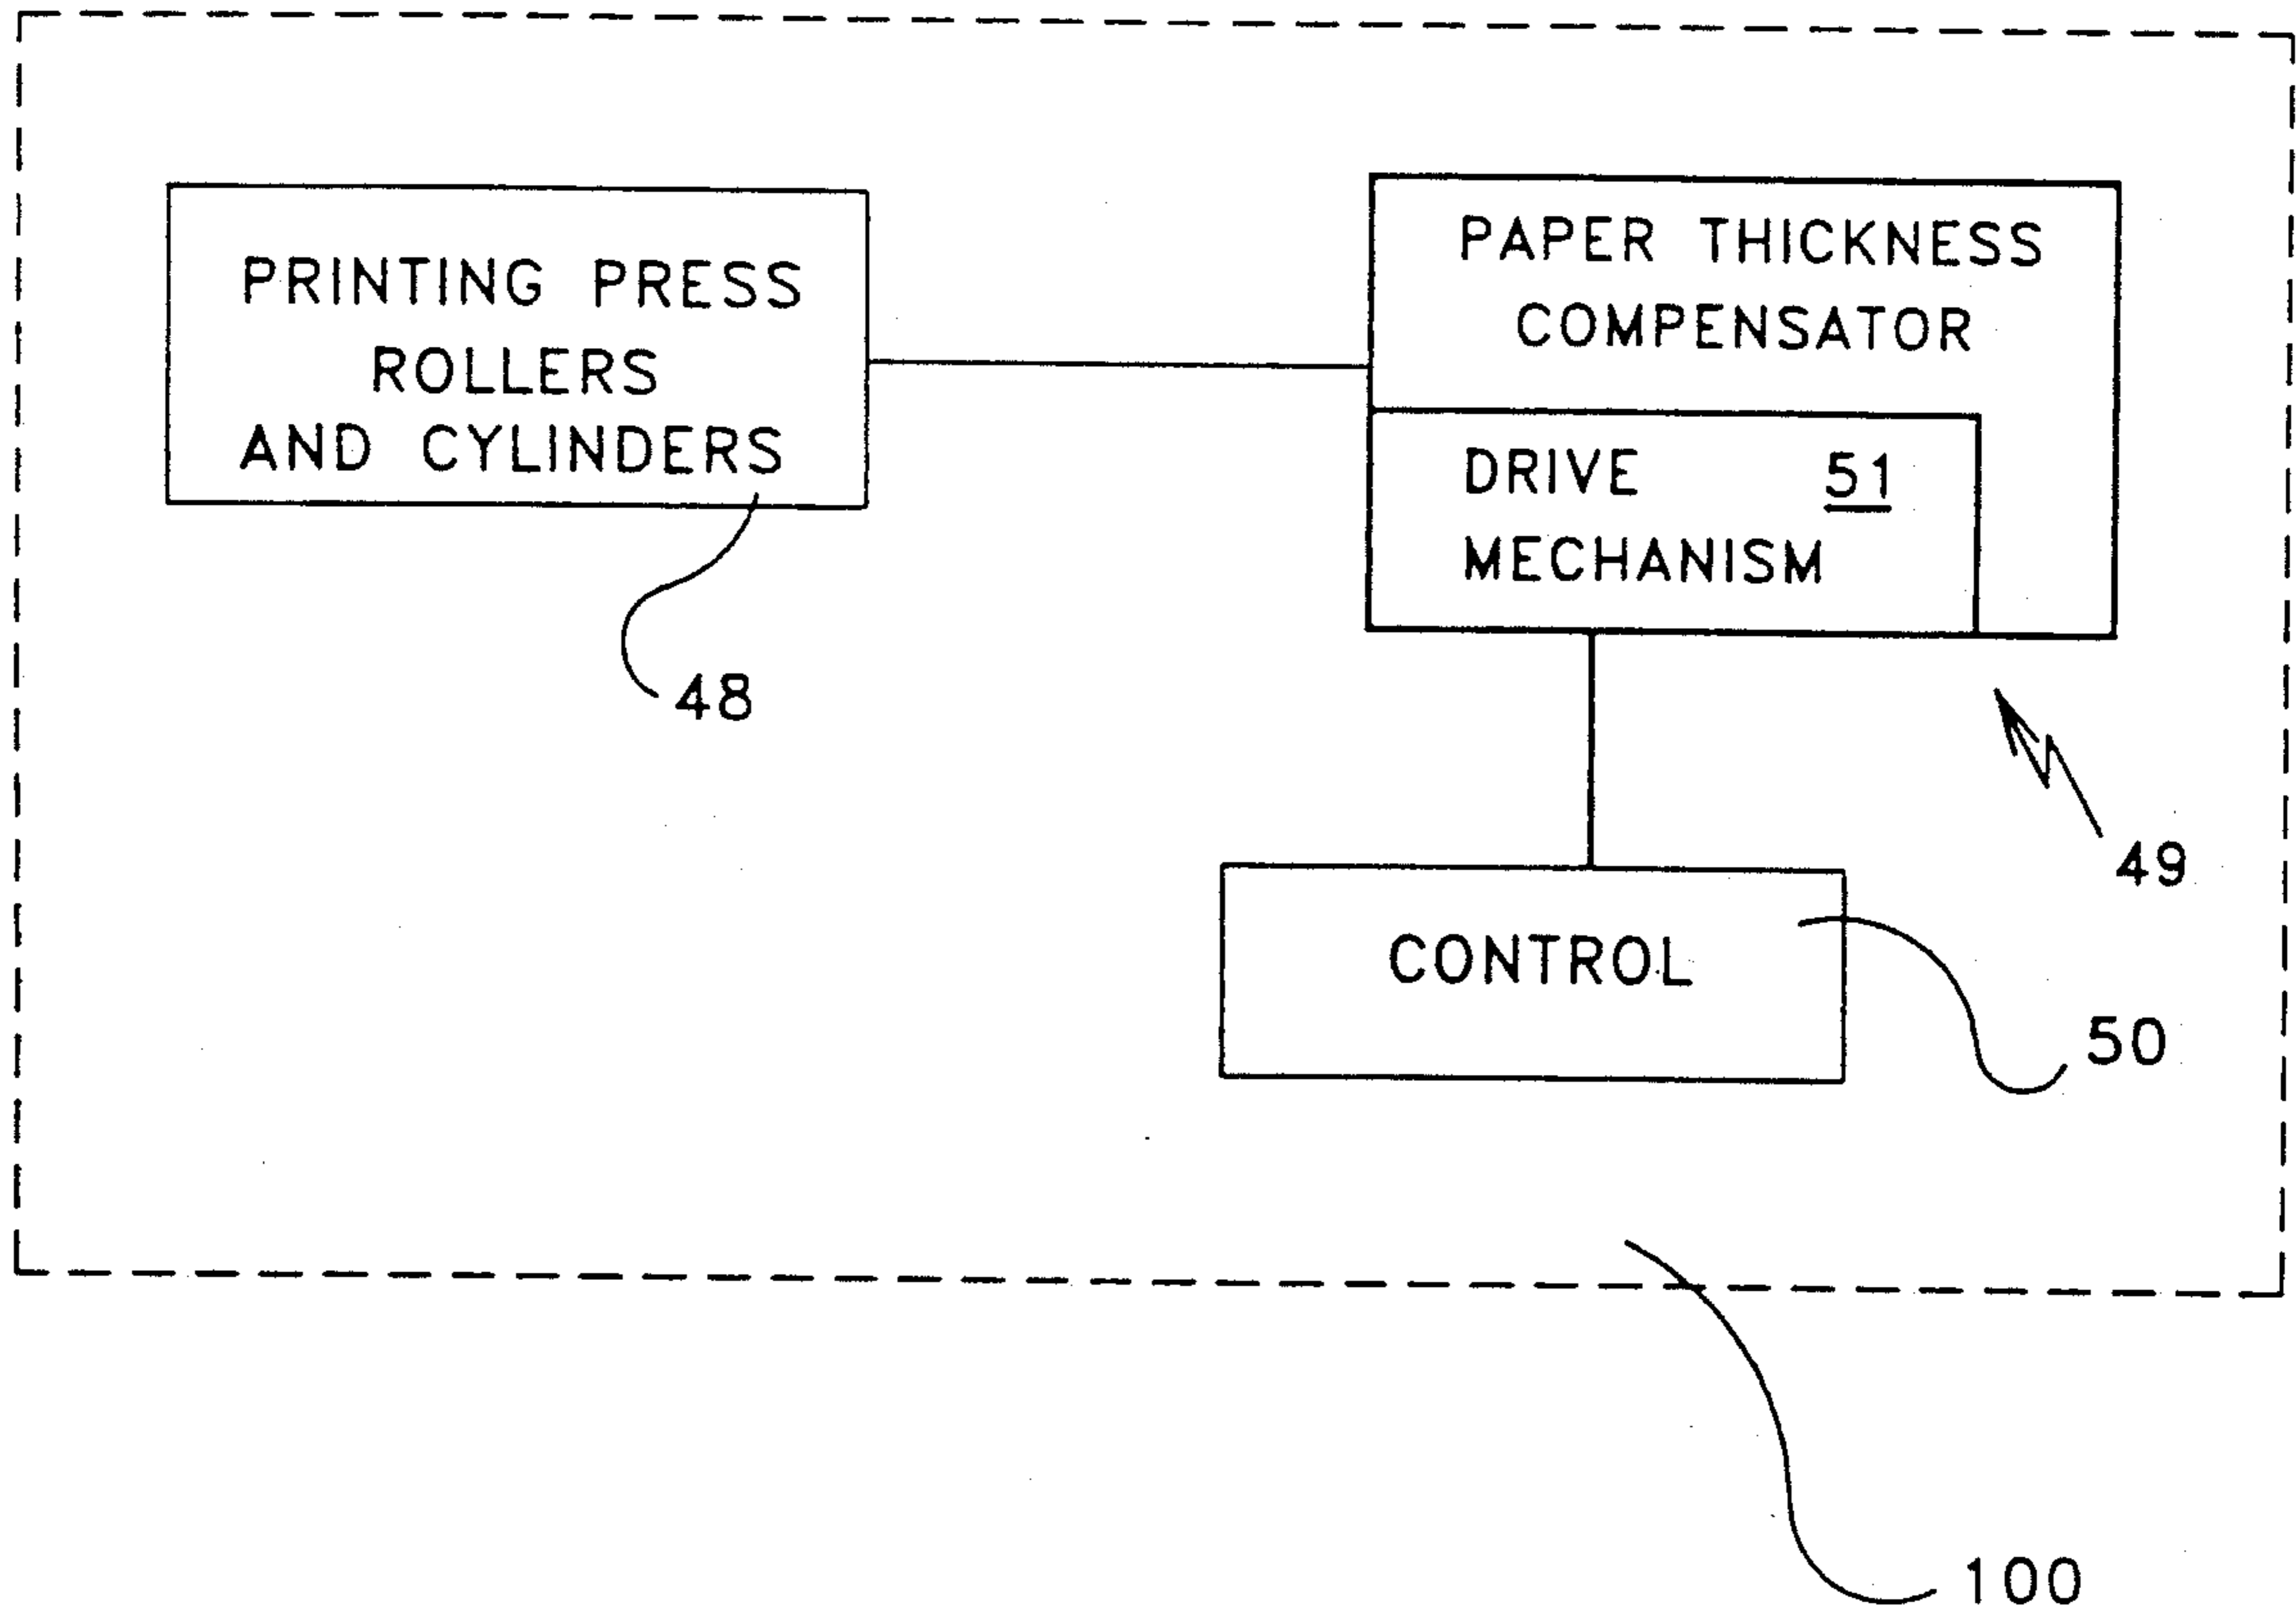 PRINTING PRESS
ROLLERS
AND CYLINDERS
48
PAPER THICKNESS
COMPENSATOR
DRIVE 51
MECHANISM
49
CONTROL
50
100